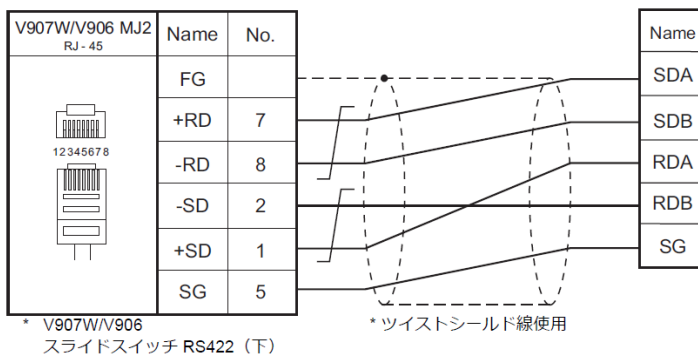 V907W/V906 MJ2 Name No. Name
RJ - 45
FG SDA
+RD 7 SDB
12345678
-RD 8 RDA
-SD 2 RDB
+SD 1 SG
SG 5
* V907W/V906 * ツイストシールド線使用
スライドスイッチ RS422（下）